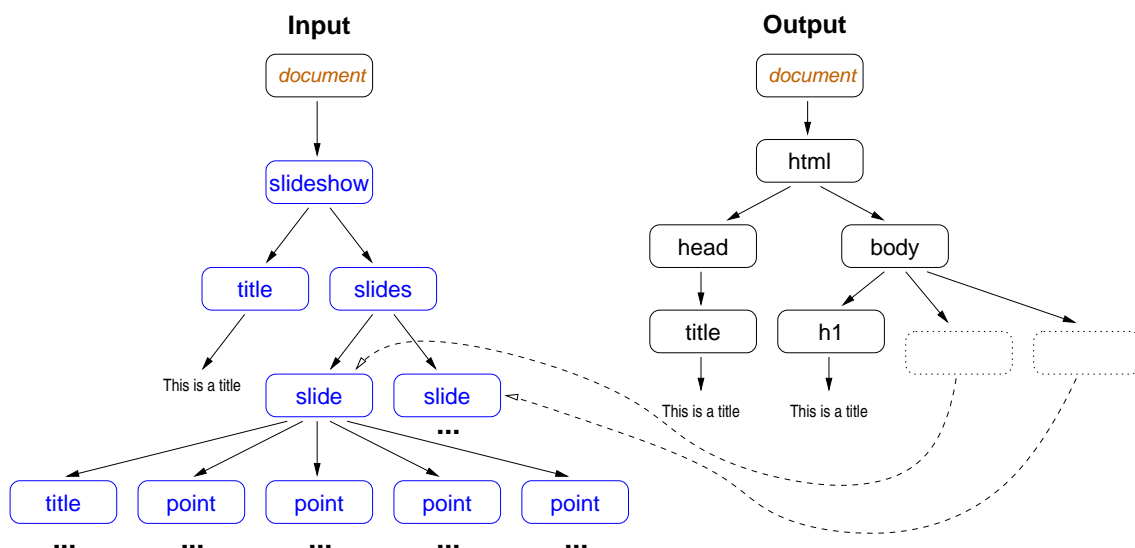 Input Output
document document
html
slideshow
head body
title slides
title h1
This is a title
slide slide
This is a title This is a title
...
title point point point point
... ... ... ... ...